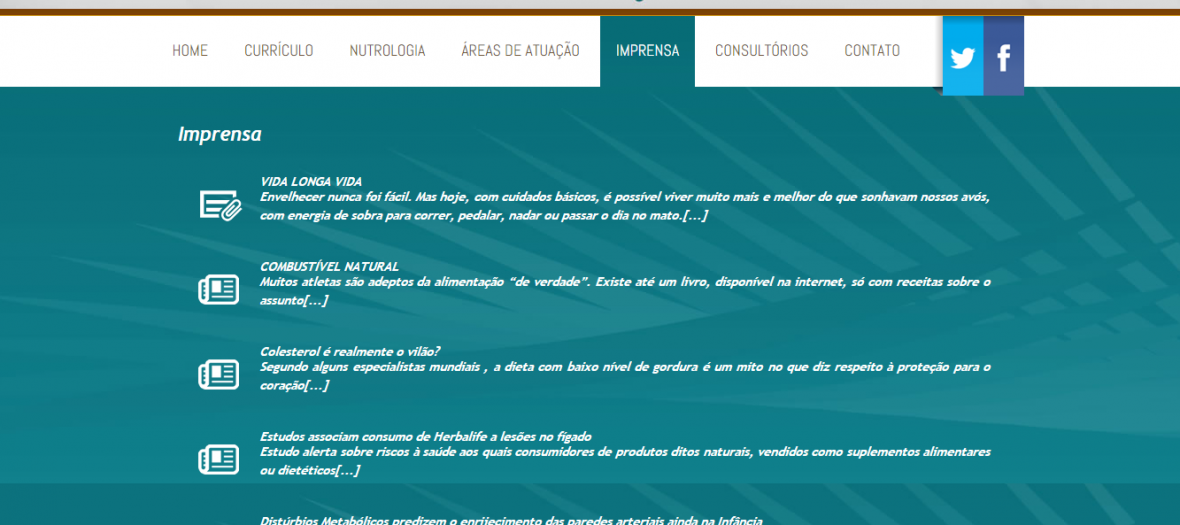 HOME CURRÍCULO NUTROLOGIA ÁREAS DE ATUAÇÃO IMPRENSA CONSULTÓRIOS CONTATO
Imprensa
VIDA LONGA VIDA
Envelhecer nunca foi fácil. Mas hoje, com cuidados básicos, é possível viver muito mais e melhor do que sonhavam nossos avós,
com energia de sobra para correr, pedalar, nadar ou passar o dia no mato.[...]
COMBUSTÍVEL NATURAL
Muitos atletas são adeptos da alimentação “de verdade”. Existe até um livro, disponível na internet, só com receitas sobre o
assunto[...]
Colesterol é realmente o vilão?
Segundo alguns especialistas mundiais , a dieta com baixo nível de gordura é um mito no que diz respeito à proteção para o
coração[...]
Estudos associam consumo de Herbalife a lesões no fígado
Estudo alerta sobre riscos à saúde aos quais consumidores de produtos ditos naturais, vendidos como suplementos alimentares
ou dietéticos[...]
Distúrbios Metabólicos predizem o enrijecimento das paredes arteriais ainda na Infância